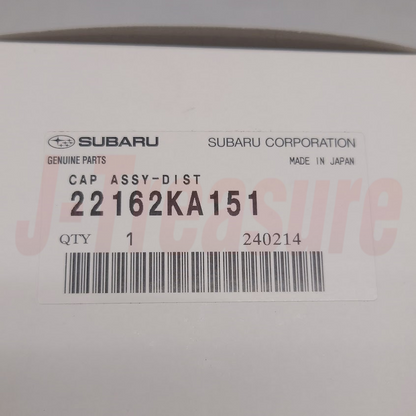 SUBARU SUBARU CORPORATION
GENUINE PARTS MADE IN JAPAN
CAP ASSY-DIST
22162KA151
J-Treasure
QTY 1 240214